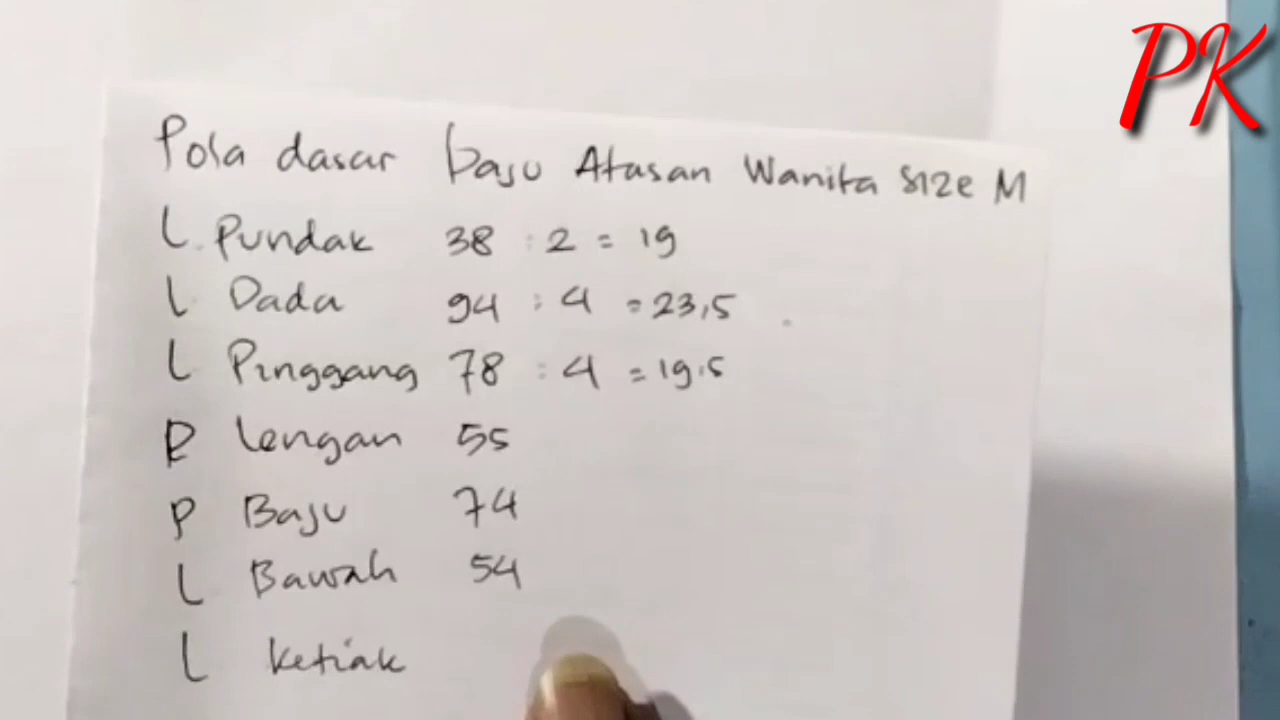 PK
Pola dasar baju Atasan Wanita SIZE M
L. Pundak 38 : 2 = 19
L Dada 94 : 4 = 23,5
L Pinggang 78 : 4 = 19.5
P lengan 55
P Baju 74
L Bawah 54
L Ketiak